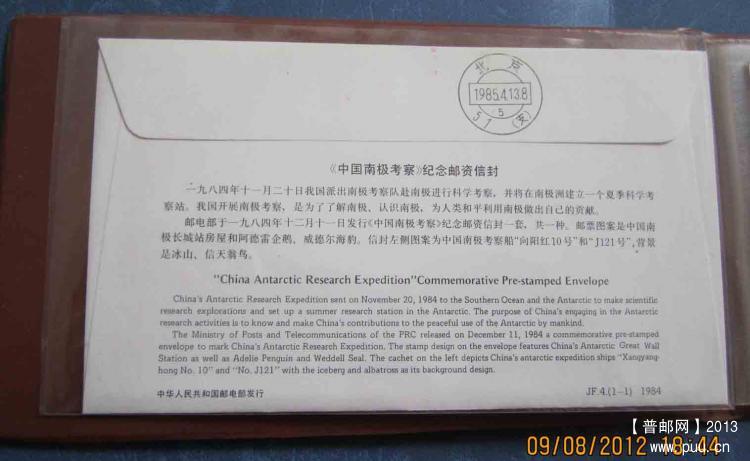 北京
1985.4.13.8
5
51(支)
《中国南极考察》纪念邮资信封
一九八四年十一月二十日我国派出南极考察队赴南极进行科学考察，并将在南极洲建立一个夏季科学考
察站。我国开展南极考察，是为了了解南极、认识南极，为人类和平利用南极做出自己的贡献。
邮电部于一九八四年十二月十一日发行《中国南极考察》纪念邮资信封一套，共一种。邮票图案是中国南
极长城站房屋和阿德雷企鹅、威德尔海豹。信封左侧图案为中国南极考察船“向阳红10号”和“J121号”，背景
是冰山、信天翁鸟。
"China Antarctic Research Expedition"Commemorative Pre-stamped Envelope
China's Antarctic Research Expedition sent on November 20, 1984 to the Southern Ocean and the Antarctic to make scientific
research explorations and set up a summer research station in the Antarctic. The purpose of China's engaging in the Antarctic
research activities is to know and make China's contributions to the peaceful use of the Antarctic by mankind.
The Ministry of Posts and Telecommunications of the PRC released on December 11, 1984 a commemorative pre-stamped
envelope to mark China's Antarctic Research Expedition. The stamp design on the envelope features China's Antarctic Great Wall
Station as well as Adelie Penguin and Weddell Seal. The cachet on the left depicts China's antarctic expedition ships "Xangyang-
hong No. 10" and "No. J121" with the iceberg and albatross as its background design.
中华人民共和国邮电部发行
JF.4.(1-1) 1984
【普邮网】2013
www.puu.cn
09/08/2012 18:44